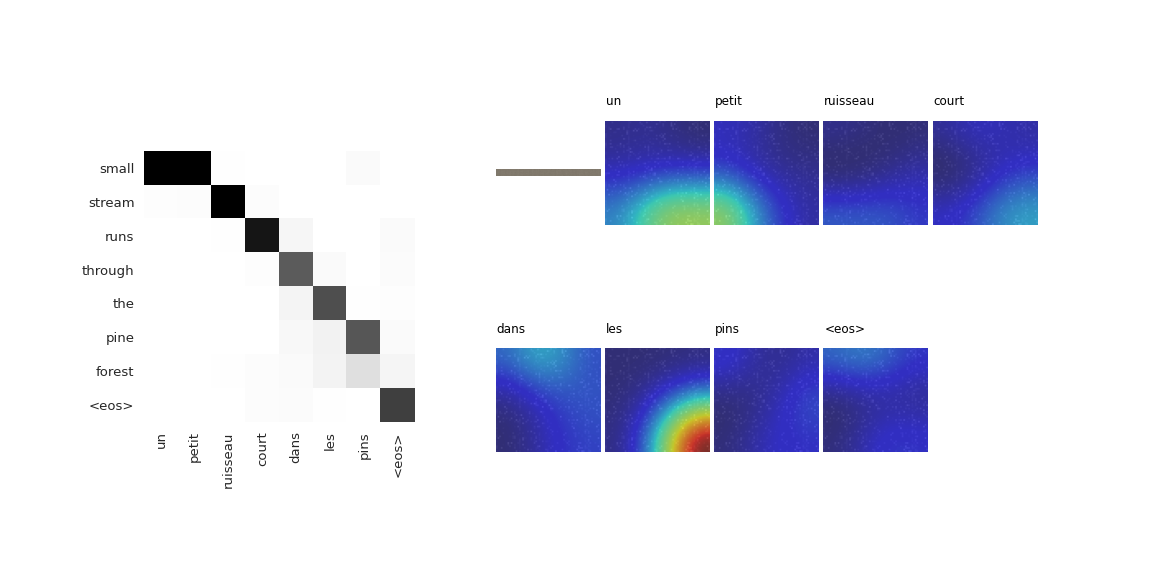 small
stream
runs
through
the
pine
forest
<eos>
un
petit
ruisseau
court
dans
les
pins
<eos>
un petit ruisseau court
dans les pins <eos>